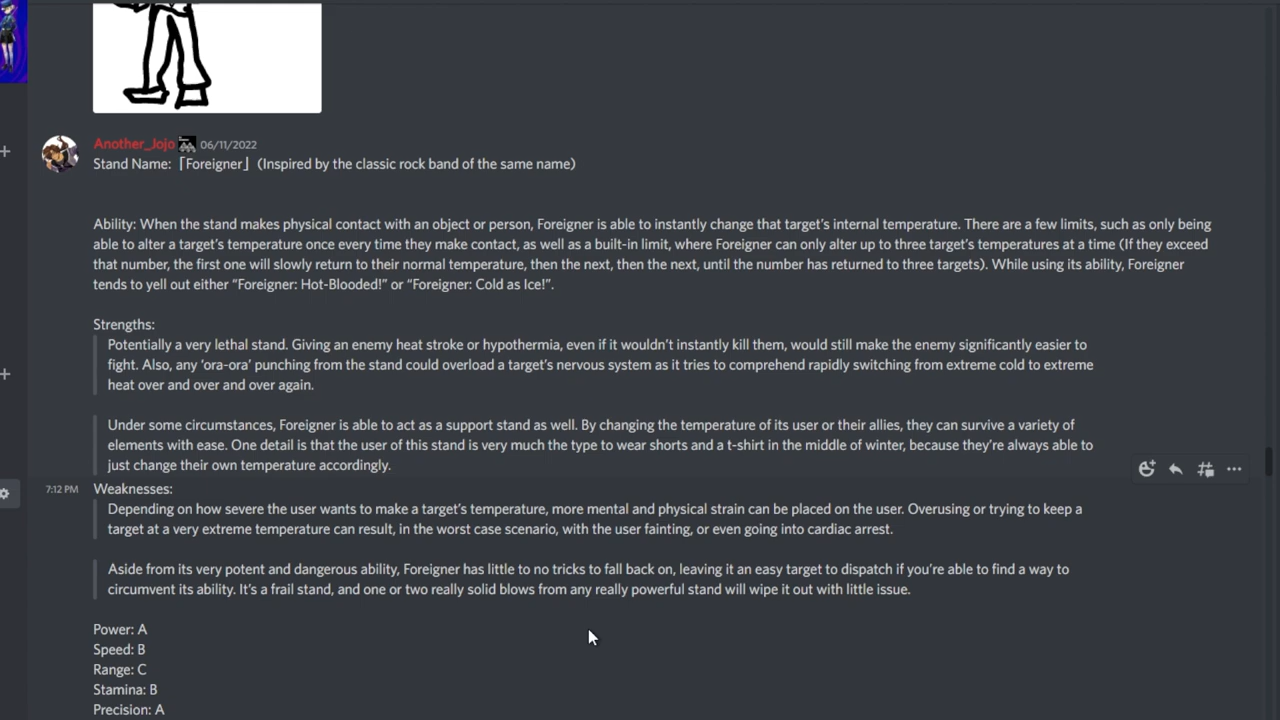 Another_Jojo 06/11/2022
Stand Name: 「Foreigner」 (Inspired by the classic rock band of the same name)
Ability: When the stand makes physical contact with an object or person, Foreigner is able to instantly change that target's internal temperature. There are a few limits, such as only being
able to alter a target's temperature once every time they make contact, as well as a built-in limit, where Foreigner can only alter up to three target's temperatures at a time (If they exceed
that number, the first one will slowly return to their normal temperature, then the next, then the next, until the number has returned to three targets). While using its ability, Foreigner
tends to yell out either “Foreigner: Hot-Blooded!” or “Foreigner: Cold as Ice!”.
Strengths:
Potentially a very lethal stand. Giving an enemy heat stroke or hypothermia, even if it wouldn't instantly kill them, would still make the enemy significantly easier to
fight. Also, any ‘ora-ora’ punching from the stand could overload a target's nervous system as it tries to comprehend rapidly switching from extreme cold to extreme
heat over and over and over again.
Under some circumstances, Foreigner is able to act as a support stand as well. By changing the temperature of its user or their allies, they can survive a variety of
elements with ease. One detail is that the user of this stand is very much the type to wear shorts and a t-shirt in the middle of winter, because they're always able to
just change their own temperature accordingly.
7:12 PM Weaknesses:
Depending on how severe the user wants to make a target's temperature, more mental and physical strain can be placed on the user. Overusing or trying to keep a
target at a very extreme temperature can result, in the worst case scenario, with the user fainting, or even going into cardiac arrest.
Aside from its very potent and dangerous ability, Foreigner has little to no tricks to fall back on, leaving it an easy target to dispatch if you're able to find a way to
circumvent its ability. It's a frail stand, and one or two really solid blows from any really powerful stand will wipe it out with little issue.
Power: A
Speed: B
Range: C
Stamina: B
Precision: A